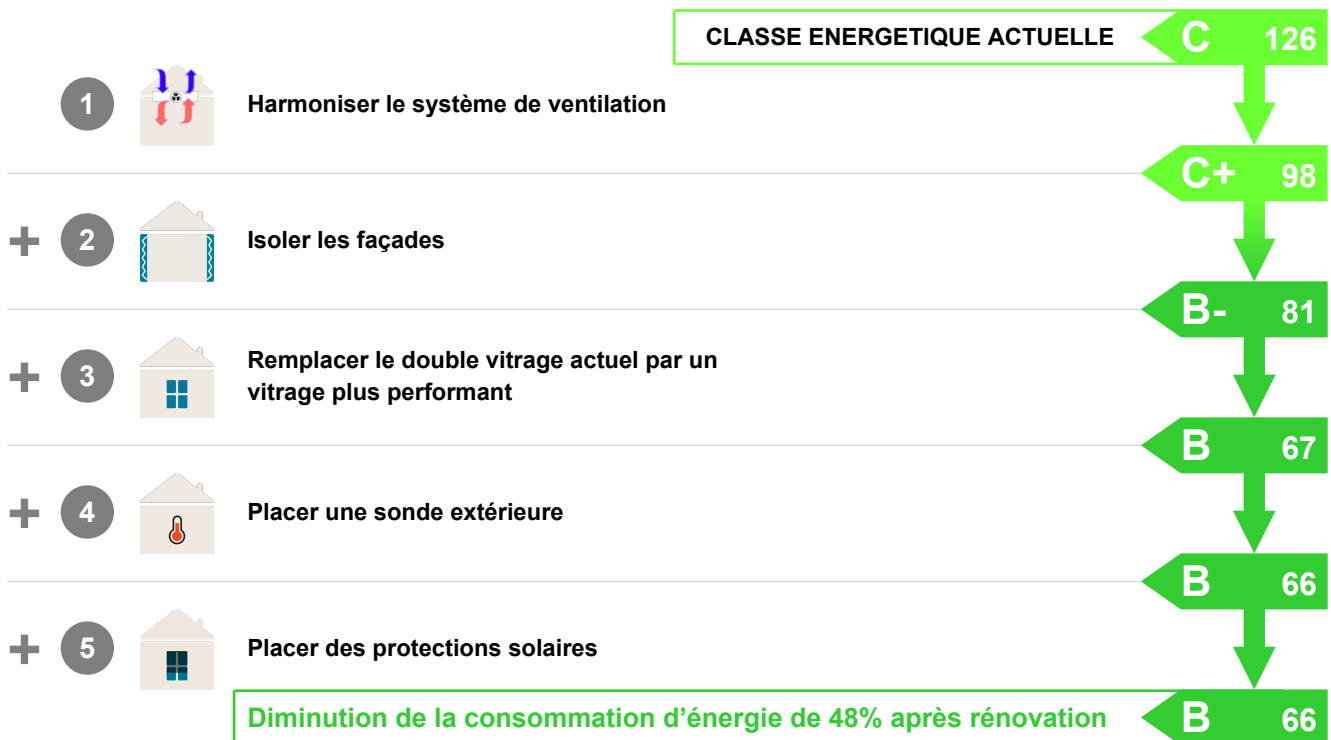 CLASSE ENERGETIQUE ACTUELLE C 126
1 Harmoniser le système de ventilation
C+ 98
+ 2 Isoler les façades
B- 81
+ 3 Remplacer le double vitrage actuel par un
vitrage plus performant
B 67
+ 4 Placer une sonde extérieure
B 66
+ 5 Placer des protections solaires
Diminution de la consommation d’énergie de 48% après rénovation B 66